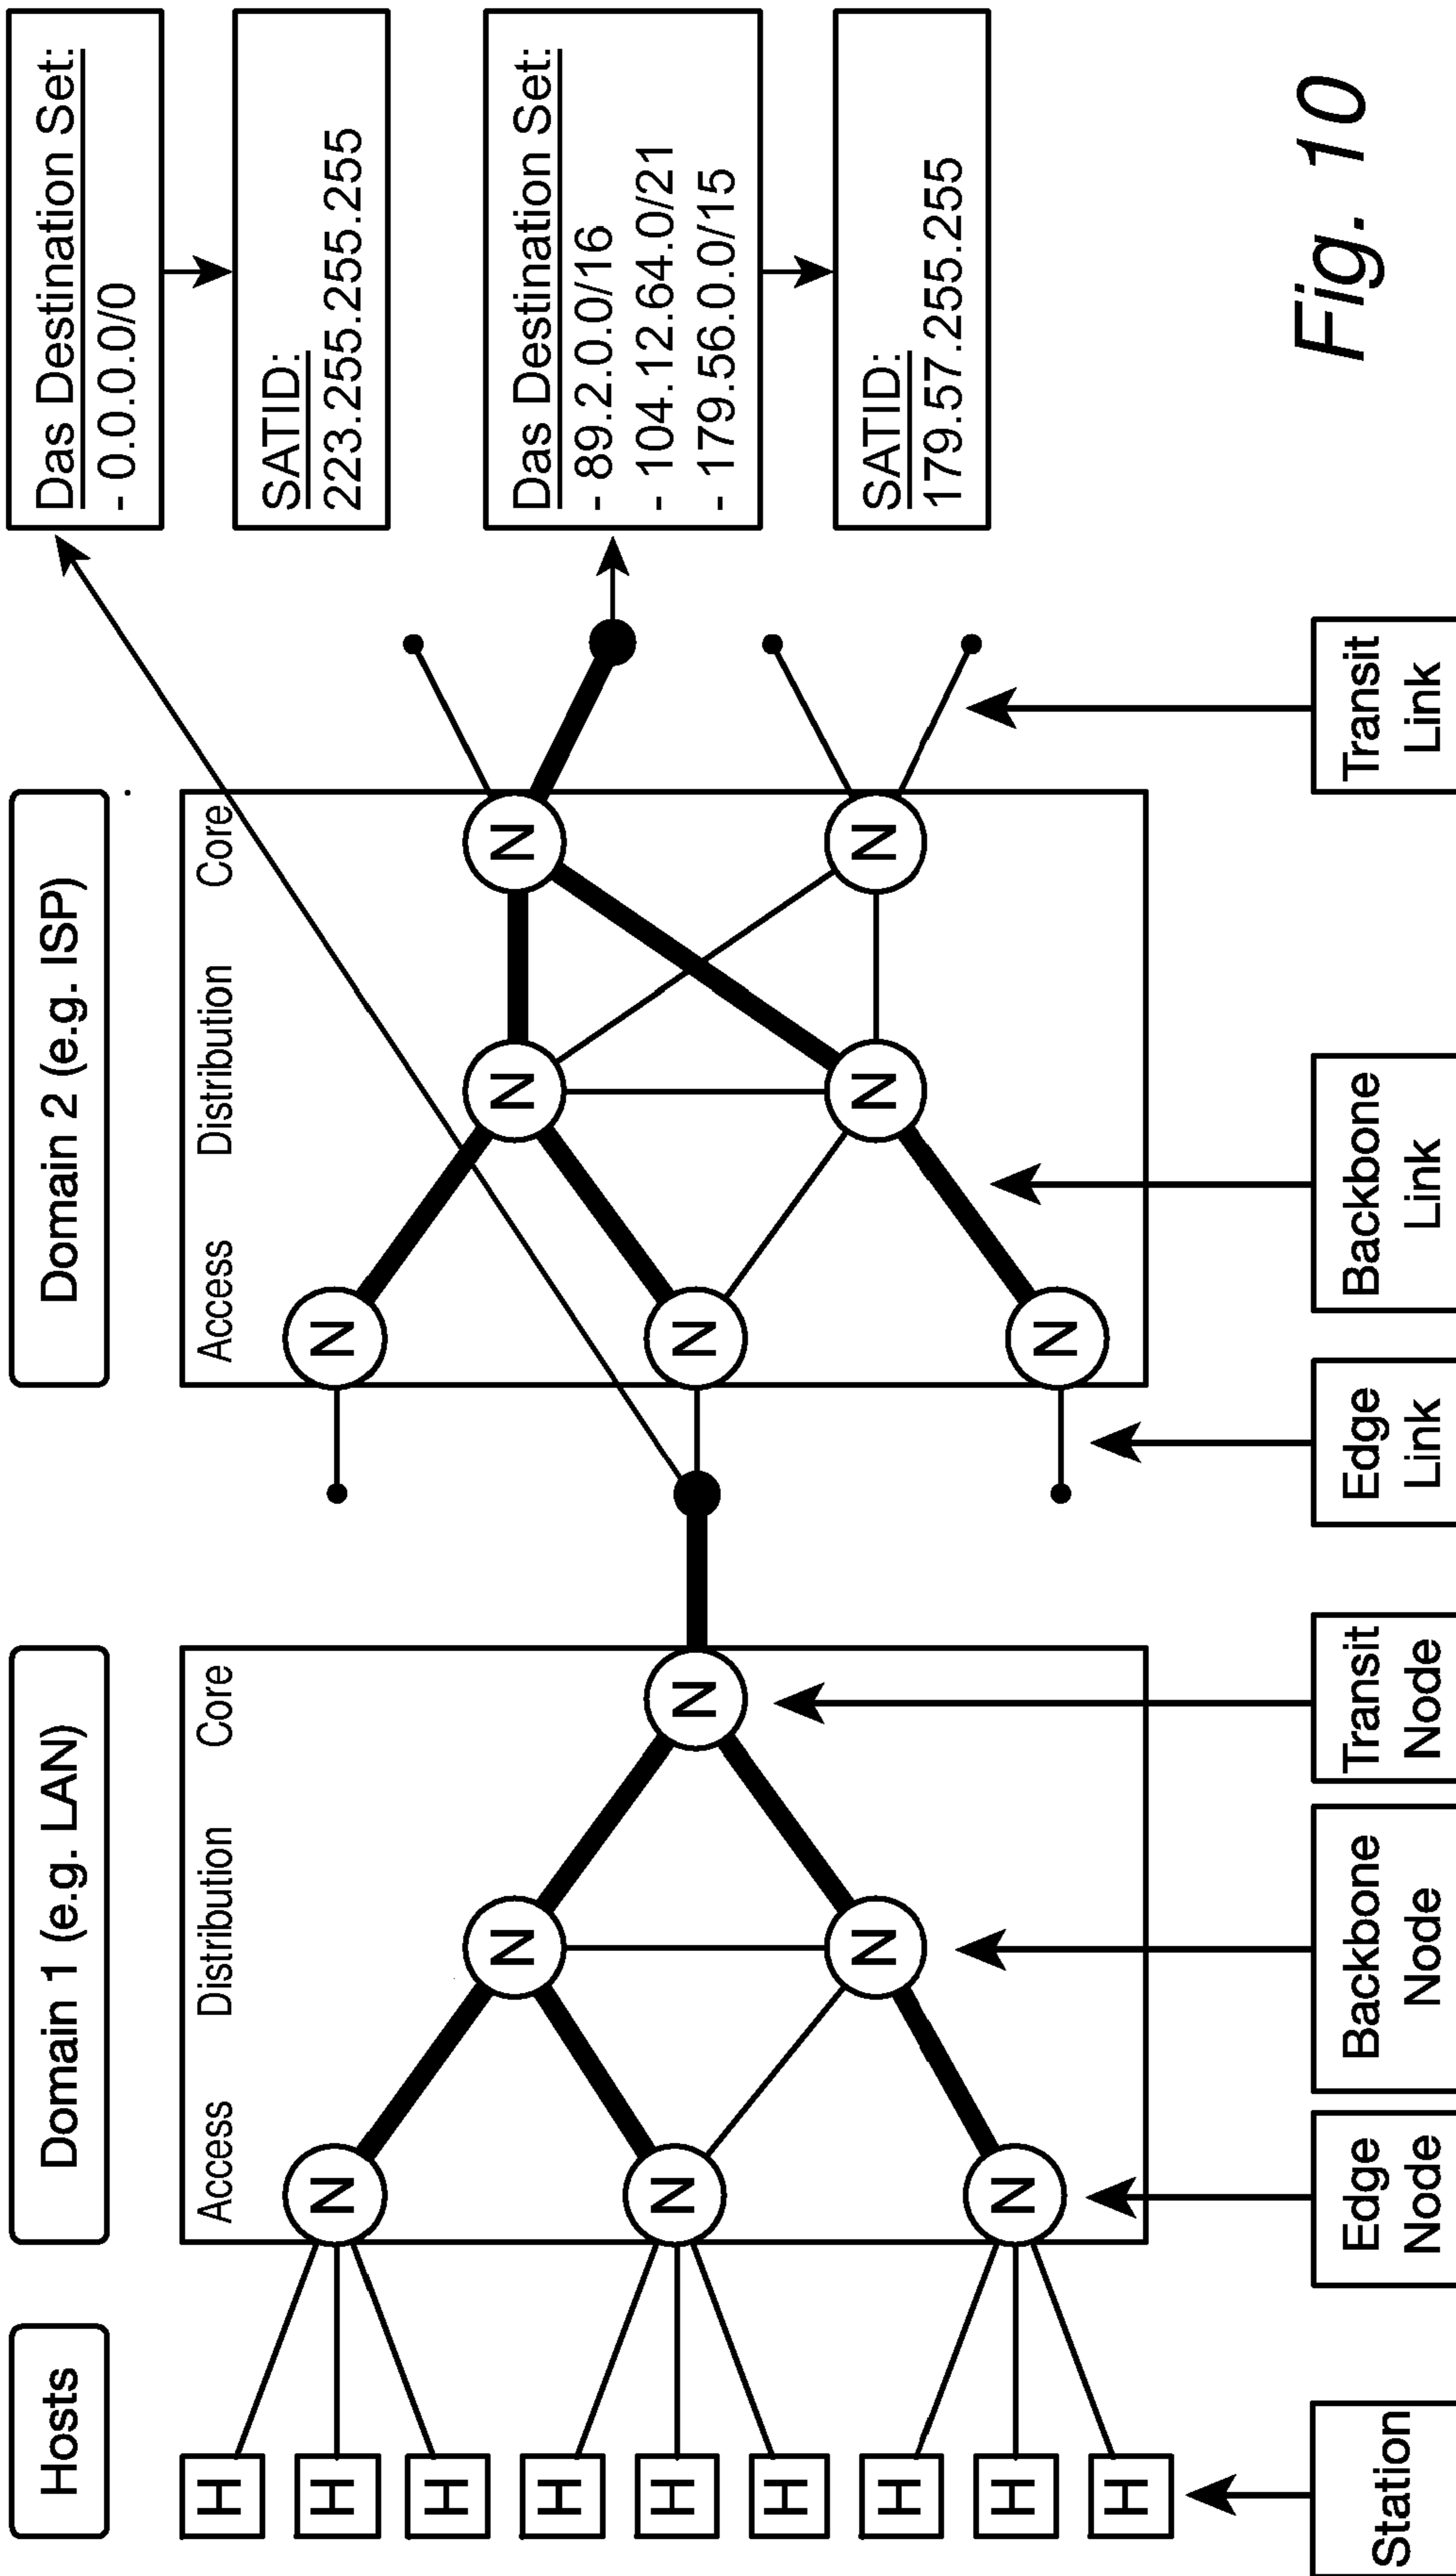 Hosts
Domain 1 (e.g. LAN)
Domain 2 (e.g. ISP)
Access
Distribution
Core
Access
Distribution
Core
H
H
H
H
H
H
H
H
H
N
N
N
N
N
N
N
N
N
N
N
N
N
Das Destination Set:
- 0.0.0.0/0
SATID:
223.255.255.255
Das Destination Set:
- 89.2.0.0/16
- 104.12.64.0/21
- 179.56.0.0/15
SATID:
179.57.255.255
Station
Edge
Node
Backbone
Node
Transit
Node
Edge
Link
Backbone
Link
Transit
Link
Fig. 10